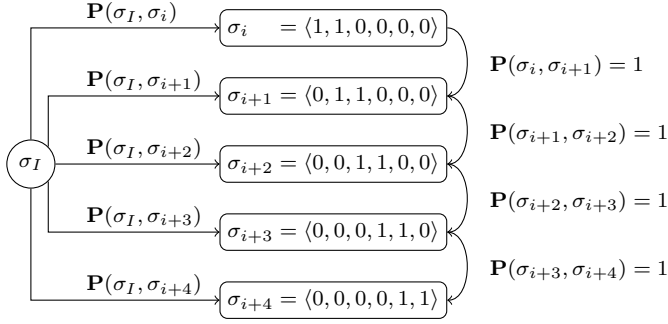 P(σ_I, σ_i)
σ_i = ⟨1, 1, 0, 0, 0, 0⟩
P(σ_i, σ_{i+1}) = 1
P(σ_I, σ_{i+1})
σ_{i+1} = ⟨0, 1, 1, 0, 0, 0⟩
P(σ_{i+1}, σ_{i+2}) = 1
σ_I
P(σ_I, σ_{i+2})
σ_{i+2} = ⟨0, 0, 1, 1, 0, 0⟩
P(σ_{i+2}, σ_{i+3}) = 1
P(σ_I, σ_{i+3})
σ_{i+3} = ⟨0, 0, 0, 1, 1, 0⟩
P(σ_{i+3}, σ_{i+4}) = 1
P(σ_I, σ_{i+4})
σ_{i+4} = ⟨0, 0, 0, 0, 1, 1⟩